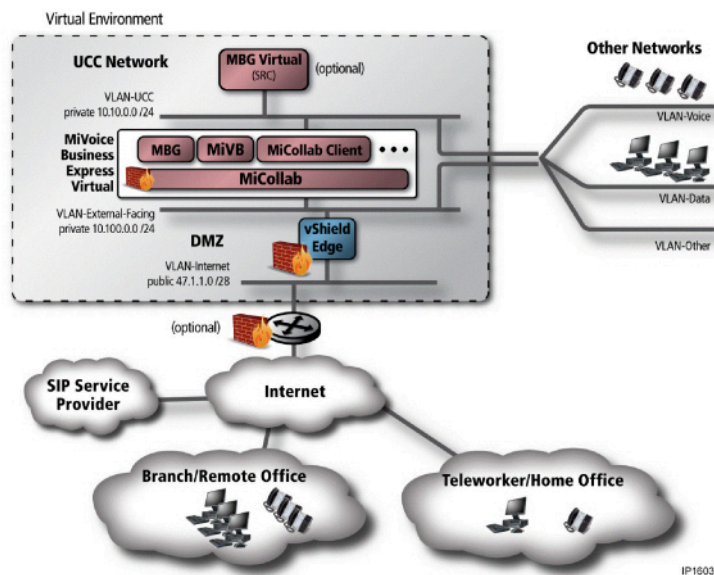 Virtual Environment
UCC Network
MBG Virtual
(SRC)
(optional)
VLAN-UCC
private 10.10.0.0 /24
MiVoice
Business
Express
Virtual
MBG
MiVB
MiCollab Client
MiCollab
VLAN-External-Facing
private 10.100.0.0 /24
DMZ
vShield
Edge
VLAN-Internet
public 47.1.1.0 /28
(optional)
Other Networks
VLAN-Voice
VLAN-Data
VLAN-Other
SIP Service
Provider
Internet
Branch/Remote Office
Teleworker/Home Office
IP1603